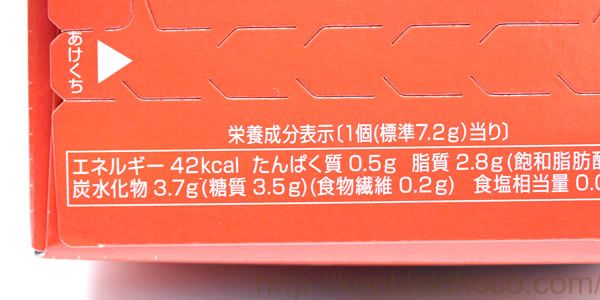 あけくち
栄養成分表示〔1個(標準7.2g)当り〕
エネルギー 42kcal たんぱく質 0.5g 脂質 2.8g(飽和脂肪酸
炭水化物 3.7g(糖質 3.5g)(食物繊維 0.2g) 食塩相当量 0.0